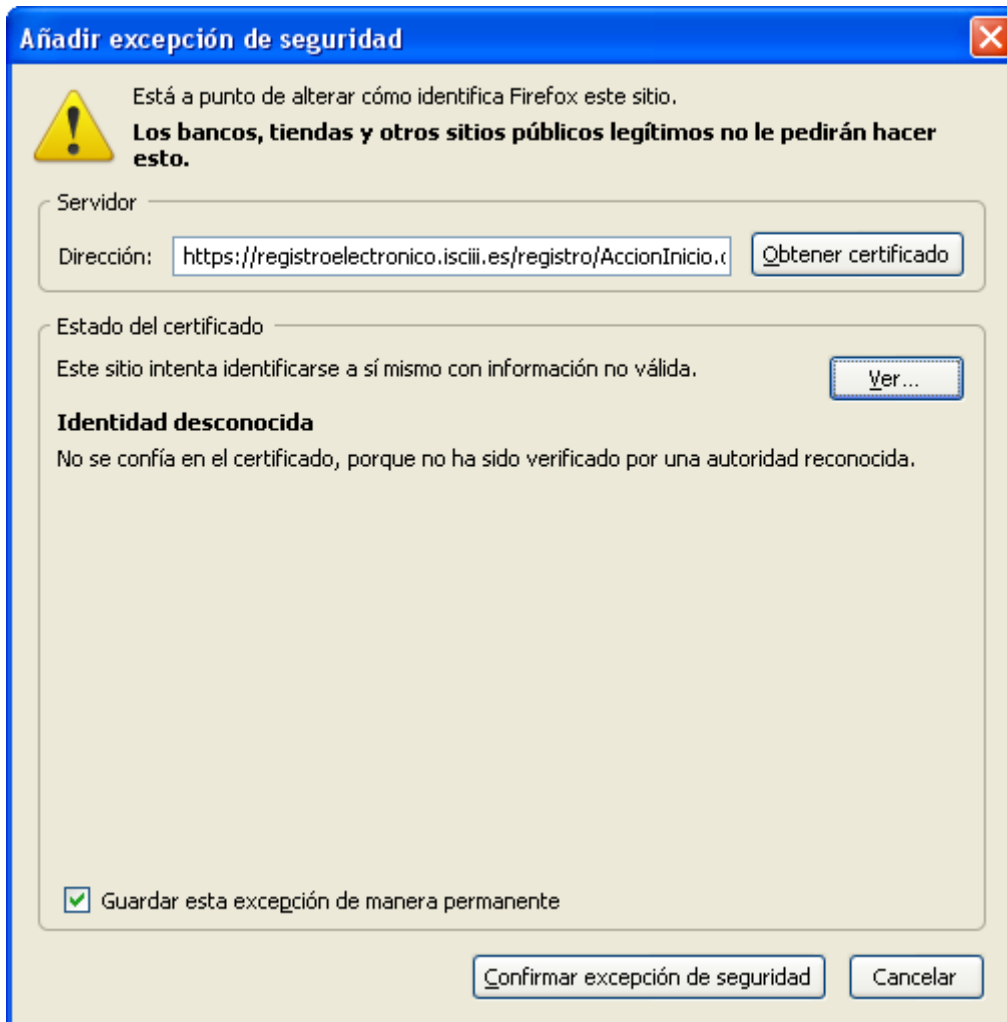 Añadir excepción de seguridad
Está a punto de alterar cómo identifica Firefox este sitio.
Los bancos, tiendas y otros sitios públicos legítimos no le pedirán hacer
esto.
Servidor
Dirección: https://registroelectronico.isciii.es/registro/AccionInicio.c Obtener certificado
Estado del certificado
Este sitio intenta identificarse a sí mismo con información no válida.
Ver...
Identidad desconocida
No se confía en el certificado, porque no ha sido verificado por una autoridad reconocida.
Guardar esta excepción de manera permanente
Confirmar excepción de seguridad Cancelar